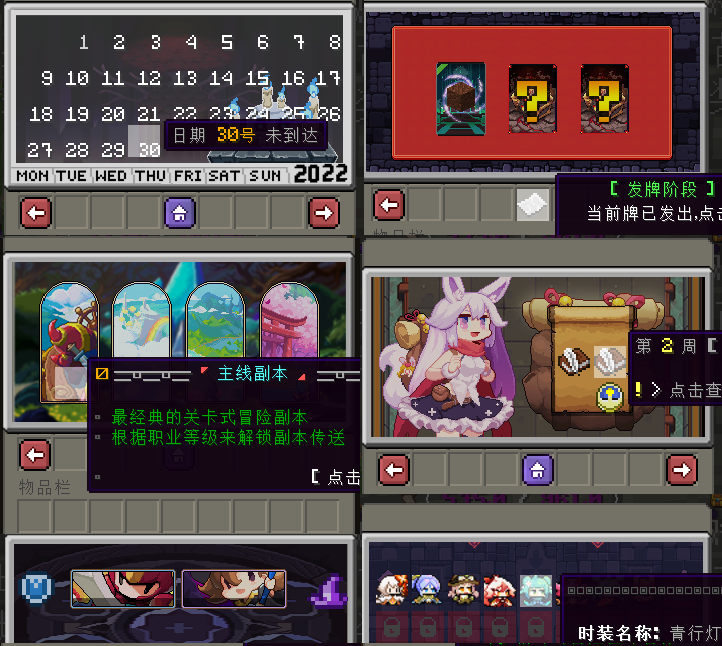 1 2 3 4 5 6 7 8
9 10 11 12 13 14 15 16 17
18 19 20 21 22 23 24 25 26
27 28 29 30
日期 30号 未到达
MON TUE WED THU FRI SAT SUN 2022
? ?
[ 发牌阶段 ]
当前牌已发出,点击
物品栏
主线副本
最经典的关卡式冒险副本
根据职业等级来解锁副本传送
[ 点击
物品栏
第 2 周 [
! > 点击查
时装名称: 青行灯